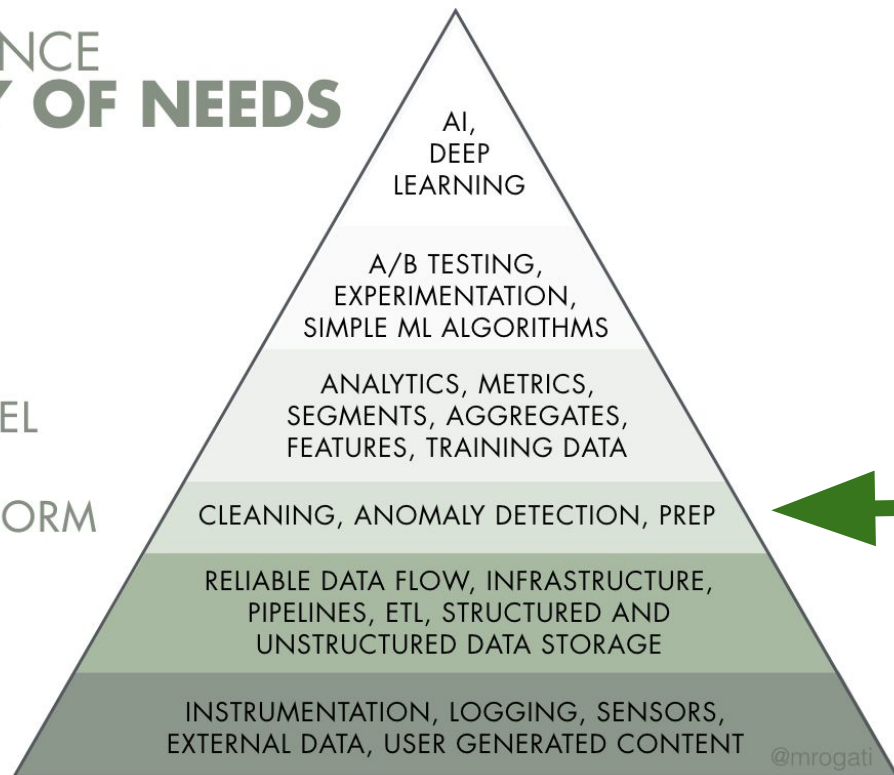 NCE
Y OF NEEDS
AI,
DEEP
LEARNING
A/B TESTING,
EXPERIMENTATION,
SIMPLE ML ALGORITHMS
ANALYTICS, METRICS,
SEGMENTS, AGGREGATES,
FEATURES, TRAINING DATA
EL
ORM
CLEANING, ANOMALY DETECTION, PREP
RELIABLE DATA FLOW, INFRASTRUCTURE,
PIPELINES, ETL, STRUCTURED AND
UNSTRUCTURED DATA STORAGE
INSTRUMENTATION, LOGGING, SENSORS,
EXTERNAL DATA, USER GENERATED CONTENT
@mrogati